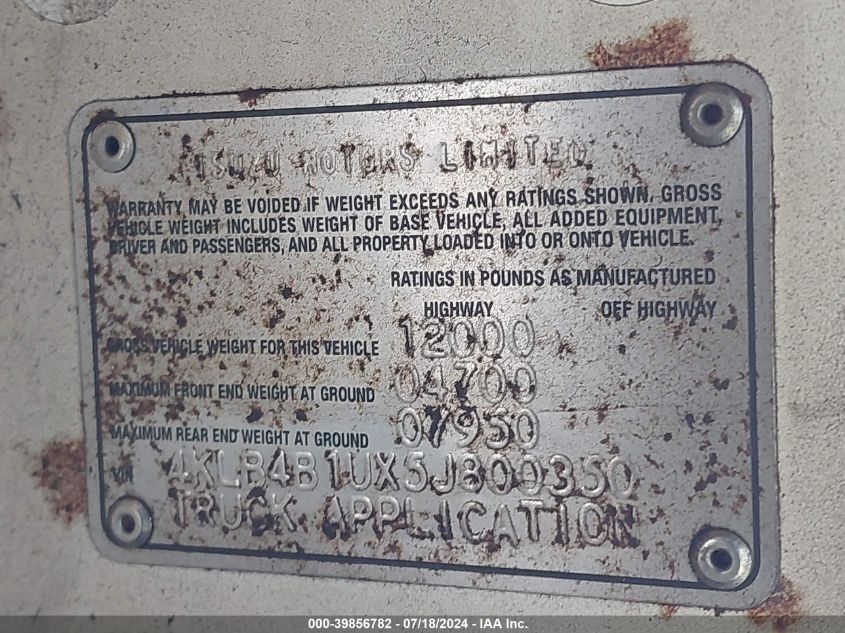 ISUZU MOTORS LIMITED
WARRANTY MAY BE VOIDED IF WEIGHT EXCEEDS ANY RATINGS SHOWN. GROSS
VEHICLE WEIGHT INCLUDES WEIGHT OF BASE VEHICLE, ALL ADDED EQUIPMENT,
DRIVER AND PASSENGERS, AND ALL PROPERTY LOADED INTO OR ONTO VEHICLE.
RATINGS IN POUNDS AS MANUFACTURED
HIGHWAY OFF HIGHWAY
GROSS VEHICLE WEIGHT FOR THIS VEHICLE 12000
MAXIMUM FRONT END WEIGHT AT GROUND 04700
MAXIMUM REAR END WEIGHT AT GROUND 07950
VIN 4KLB4B1UX5J800350
TRUCK APPLICATION
000-39856782 - 07/18/2024 - IAA Inc.